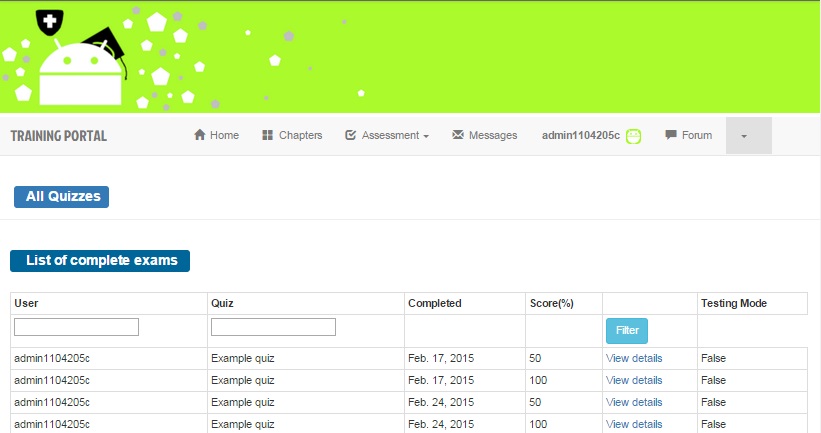 TRAINING PORTAL Home Chapters Assessment Messages admin1104205c Forum
All Quizzes
List of complete exams
User Quiz Completed Score(%) Testing Mode
Filter
admin1104205c Example quiz Feb. 17, 2015 50 View details False
admin1104205c Example quiz Feb. 17, 2015 100 View details False
admin1104205c Example quiz Feb. 24, 2015 50 View details False
admin1104205c Example quiz Feb. 24, 2015 100 View details False